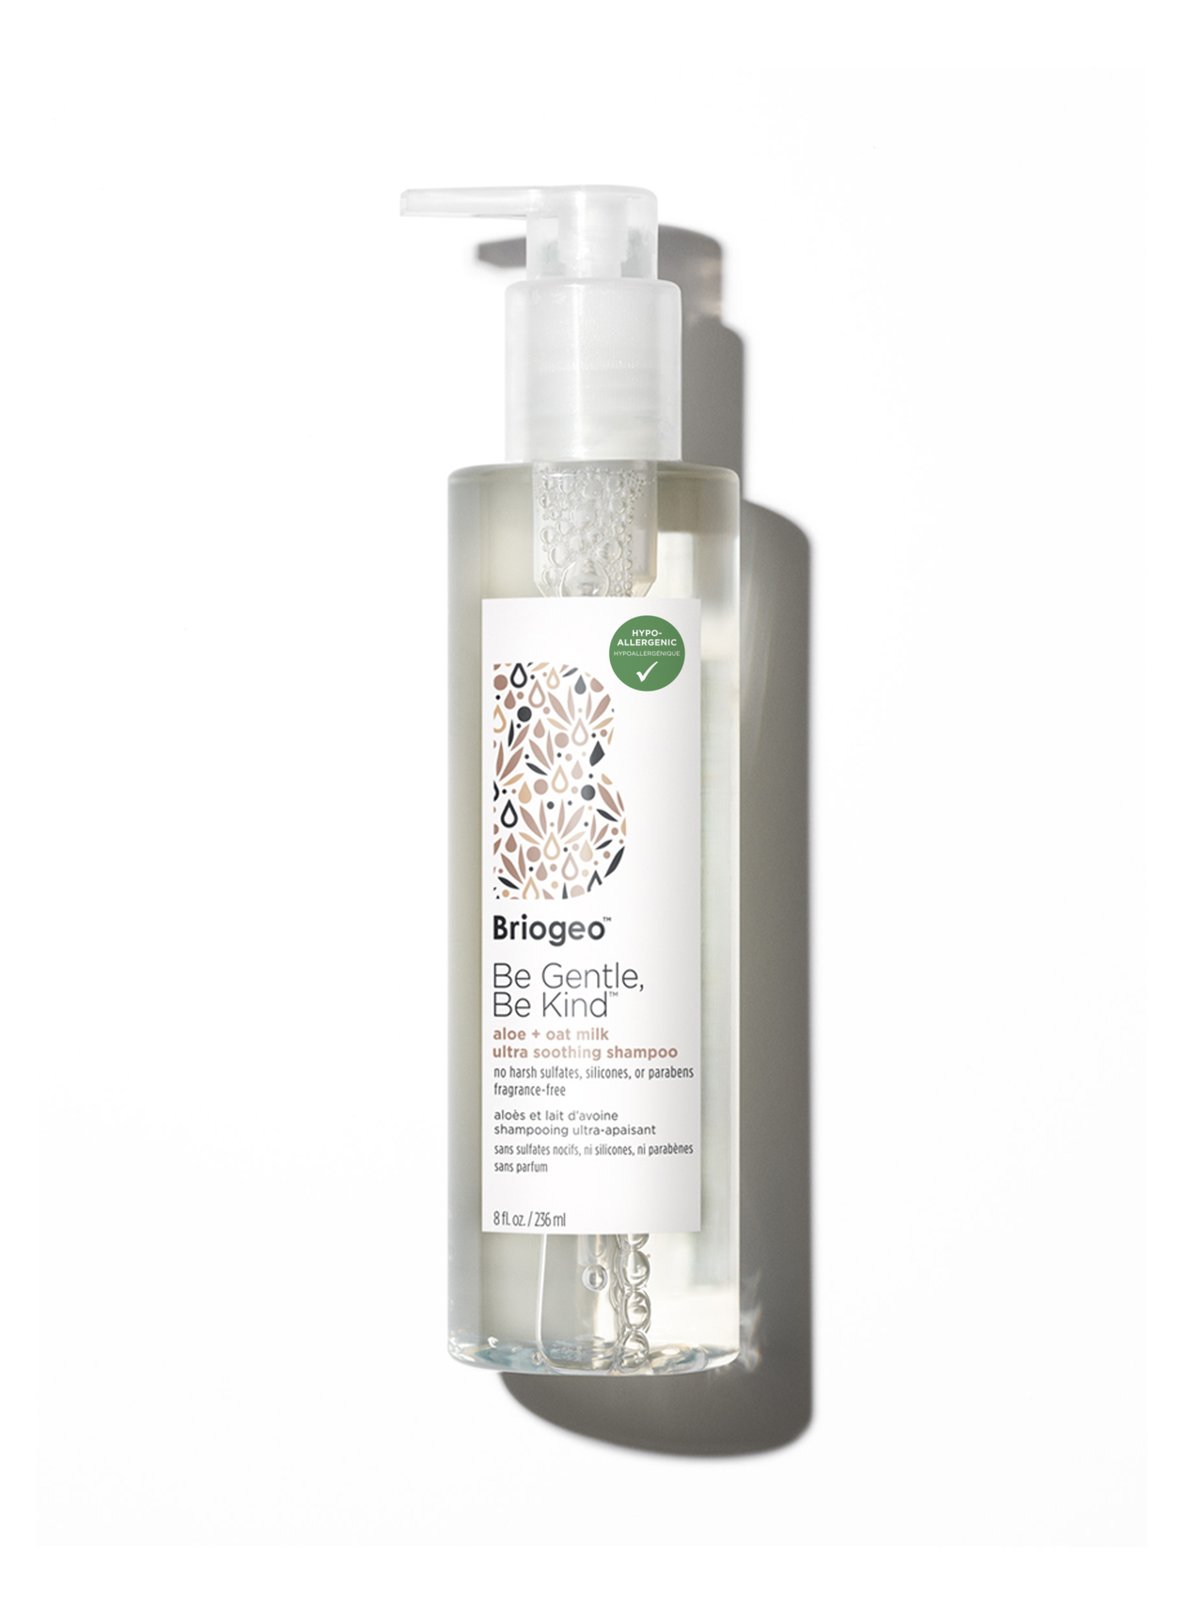 HYPO-
ALLERGENIC
HYPOALLERGÉNIQUE
Briogeo™
Be Gentle,
Be Kind™
aloe + oat milk
ultra soothing shampoo
no harsh sulfates, silicones, or parabens
fragrance-free
aloès et lait d'avoine
shampooing ultra-apaisant
sans sulfates nocifs, ni silicones, ni parabènes
sans parfum
8 fl. oz. / 236 ml